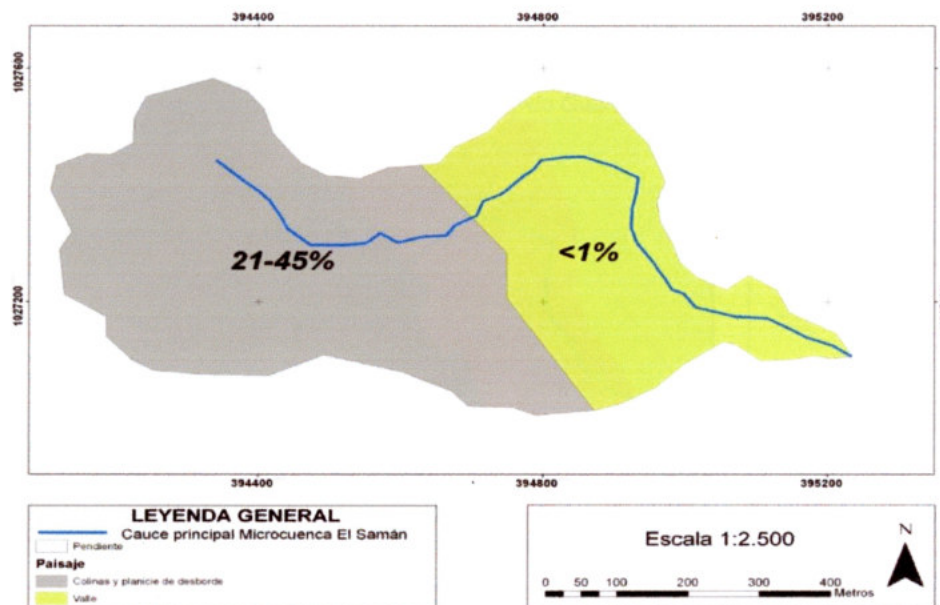 394400 394800 395200
1027600
21-45%
<1%
1027200
394400 394800 395200
LEYENDA GENERAL
Cauce principal Microcuenca El Samán
Pendiente
Paisaje
Colinas y planicie de desborde
Valle
Escala 1:2.500
N
0 50 100 200 300 400
Metros